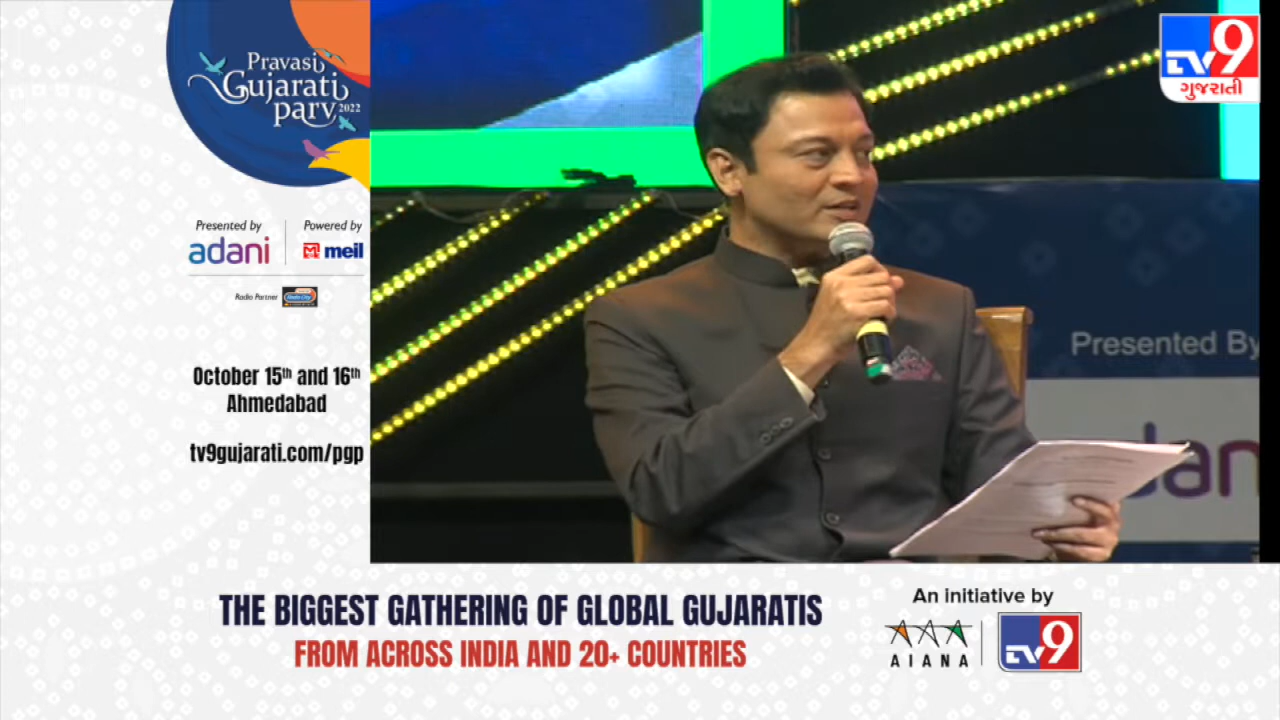 Pravasi
Gujarati
parv 2022
TV9
ગુજરાતી
Presented by
adani
Powered by
meil
Radio Partner
Presented By
adan
October 15th and 16th
Ahmedabad
tv9gujarati.com/pgp
THE BIGGEST GATHERING OF GLOBAL GUJARATIS
FROM ACROSS INDIA AND 20+ COUNTRIES
An initiative by
AIANA
TV9